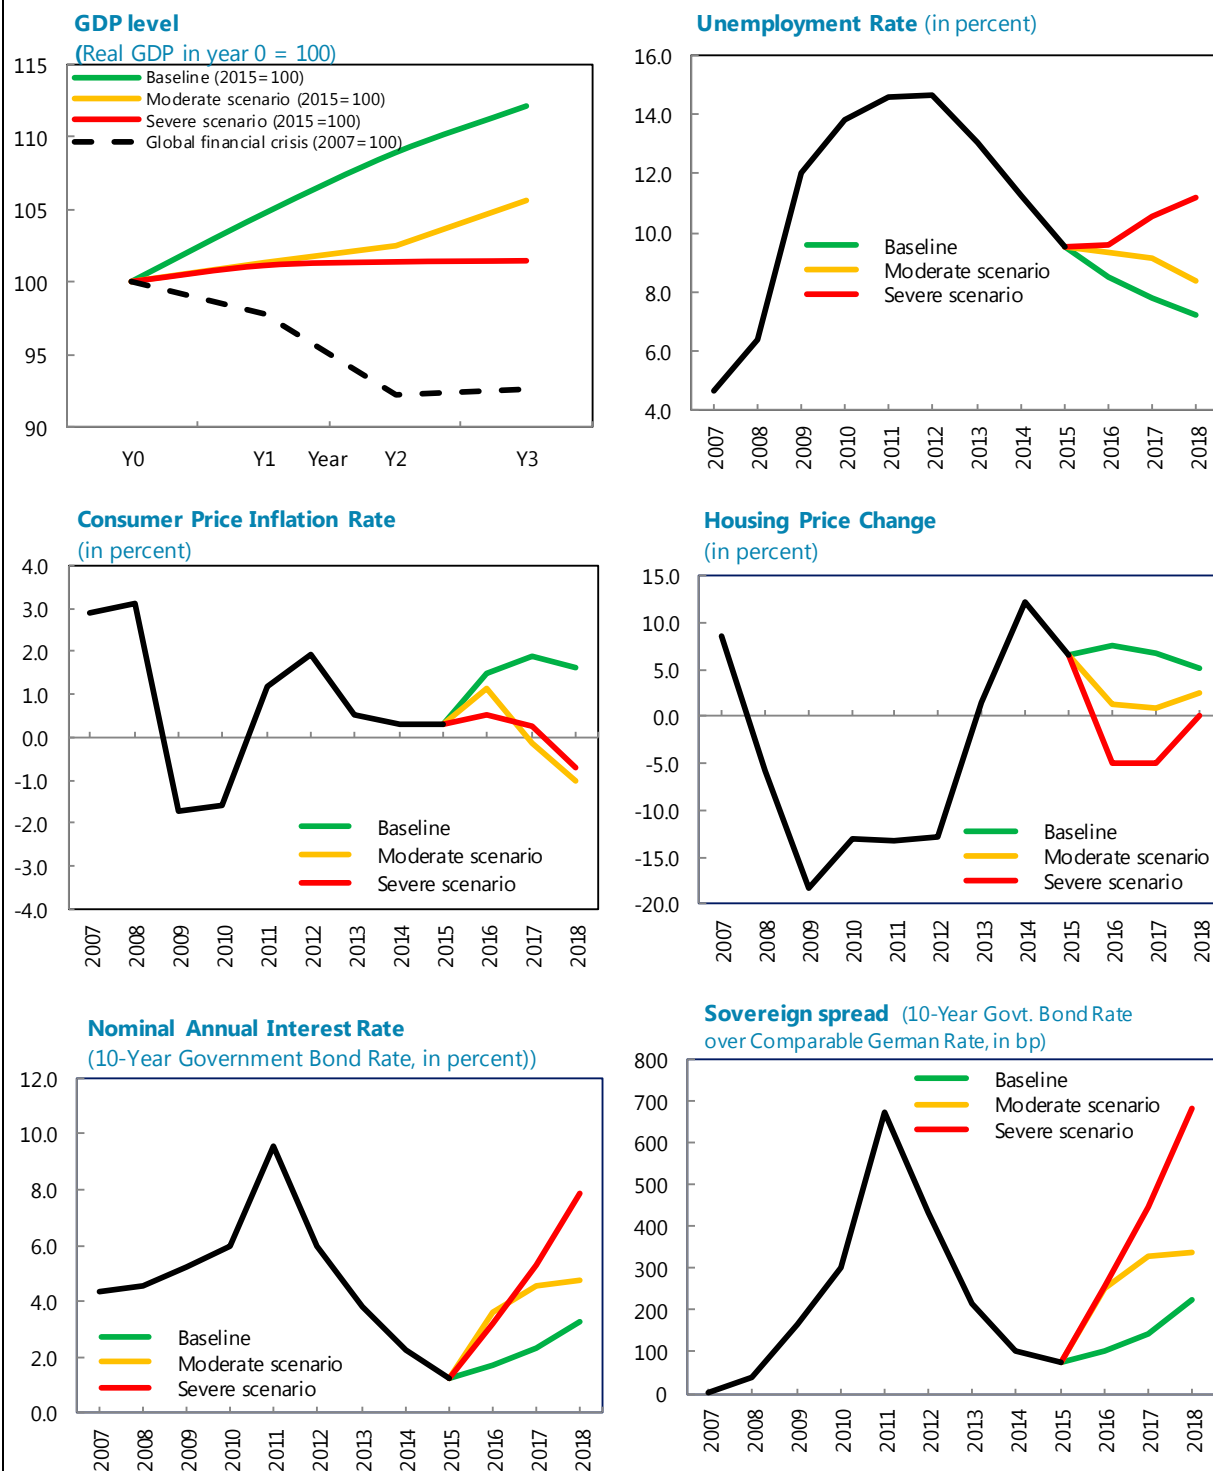 GDP level
(Real GDP in year 0 = 100)
115
110
105
100
95
90
Baseline (2015=100)
Moderate scenario (2015=100)
Severe scenario (2015=100)
Global financial crisis (2007=100)
Y0 Y1 Year Y2 Y3
Unemployment Rate (in percent)
16.0
14.0
12.0
10.0
8.0
6.0
4.0
Baseline
Moderate scenario
Severe scenario
2007 2008 2009 2010 2011 2012 2013 2014 2015 2016 2017 2018
Consumer Price Inflation Rate
(in percent)
4.0
3.0
2.0
1.0
0.0
-1.0
-2.0
-3.0
-4.0
Baseline
Moderate scenario
Severe scenario
2007 2008 2009 2010 2011 2012 2013 2014 2015 2016 2017 2018
Housing Price Change
(in percent)
15.0
10.0
5.0
0.0
-5.0
-10.0
-15.0
-20.0
Baseline
Moderate scenario
Severe scenario
2007 2008 2009 2010 2011 2012 2013 2014 2015 2016 2017 2018
Nominal Annual Interest Rate
(10-Year Government Bond Rate, in percent))
12.0
10.0
8.0
6.0
4.0
2.0
0.0
Baseline
Moderate scenario
Severe scenario
2007 2008 2009 2010 2011 2012 2013 2014 2015 2016 2017 2018
Sovereign spread (10-Year Govt. Bond Rate
over Comparable German Rate, in bp)
800
700
600
500
400
300
200
100
0
Baseline
Moderate scenario
Severe scenario
2007 2008 2009 2010 2011 2012 2013 2014 2015 2016 2017 2018